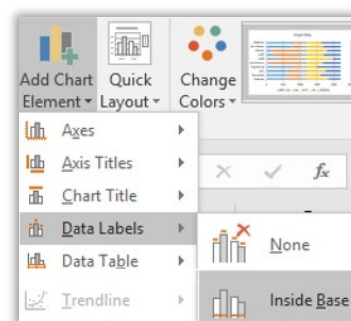 Add Chart Element
Quick Layout
Change Colors
Axes
Axis Titles
fx
Chart Title
Data Labels
None
Data Table
Trendline
Inside Base